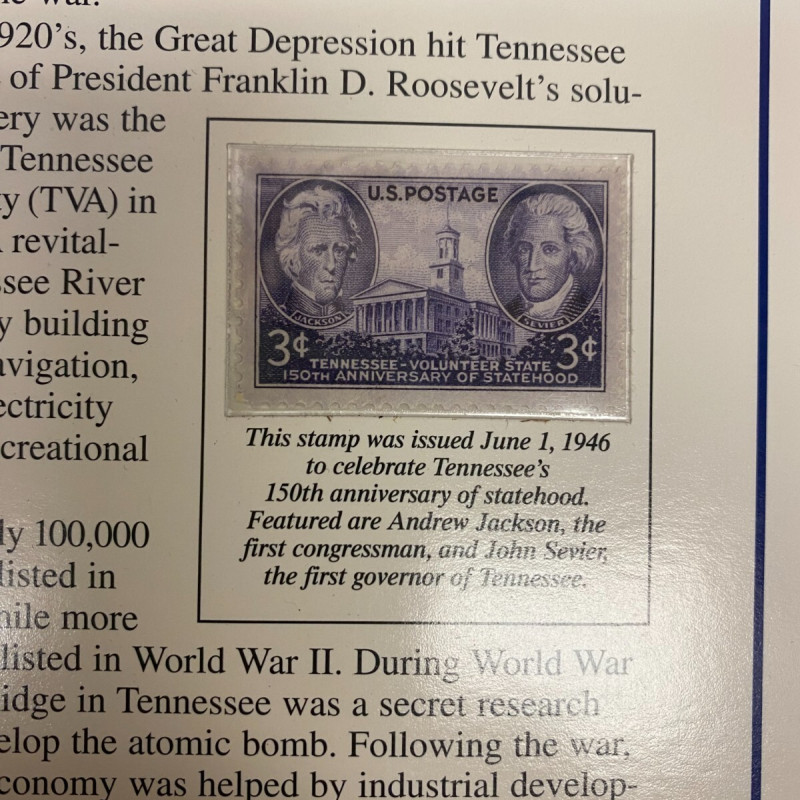 the war.
920's, the Great Depression hit Tennessee
of President Franklin D. Roosevelt's solu-
ery was the
Tennessee
ty (TVA) in
revital-
ssee River
y building
avigation,
ectricity
creational
U.S. POSTAGE
JACKSON
SEVIER
3¢ 3¢
TENNESSEE-VOLUNTEER STATE
150TH ANNIVERSARY OF STATEHOOD
This stamp was issued June 1, 1946
to celebrate Tennessee's
150th anniversary of statehood.
Featured are Andrew Jackson, the
first congressman, and John Sevier,
the first governor of Tennessee.
ly 100,000
listed in
hile more
listed in World War II. During World War
idge in Tennessee was a secret research
elop the atomic bomb. Following the war,
conomy was helped by industrial develop-